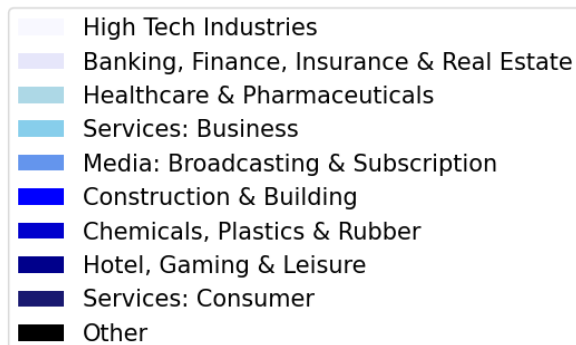 High Tech Industries
Banking, Finance, Insurance & Real Estate
Healthcare & Pharmaceuticals
Services: Business
Media: Broadcasting & Subscription
Construction & Building
Chemicals, Plastics & Rubber
Hotel, Gaming & Leisure
Services: Consumer
Other